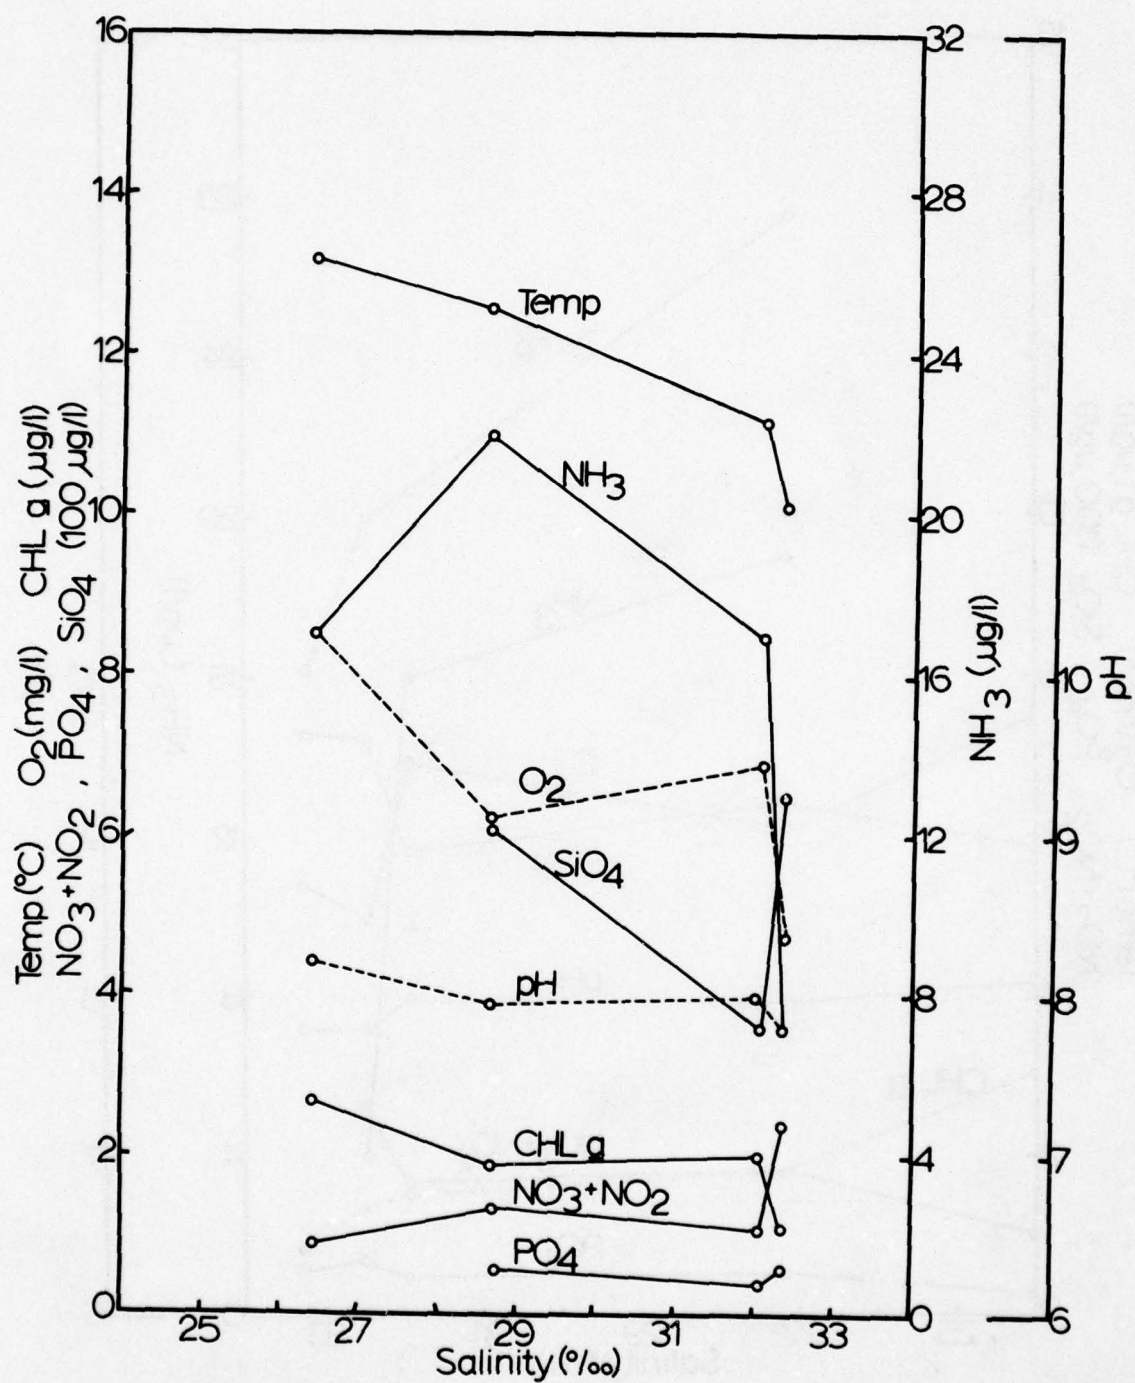 16
14
12
10
8
6
4
2
0
Temp (°C) O2 (mg/l) CHL a (µg/l)
NO3+NO2 , PO4 , SiO4 (100 µg/l)
Temp
NH3
O2
SiO4
pH
CHL a
NO3+NO2
PO4
25 27 29 31 33
Salinity (°/oo)
32
28
24
20
16
12
8
4
0
NH3 (µg/l)
10
9
8
7
6
pH